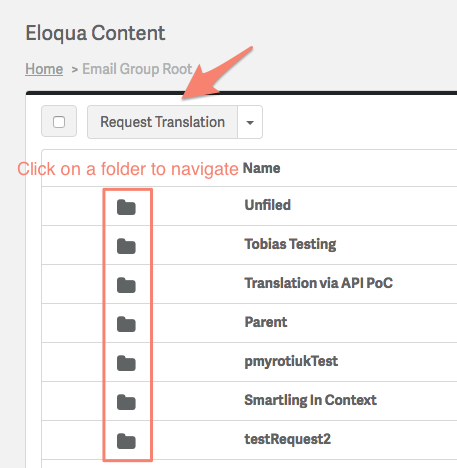 Eloqua Content
Home > Email Group Root
Request Translation
Click on a folder to navigate Name
Unfiled
Tobias Testing
Translation via API PoC
Parent
pmyrotiukTest
Smartling In Context
testRequest2